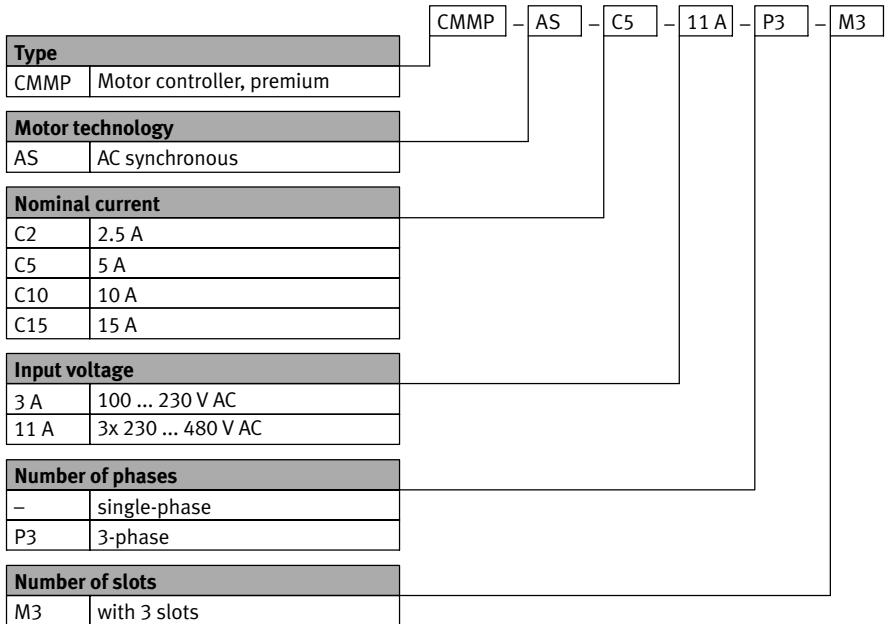 CMMP – AS – C5 – 11 A – P3 – M3
Type
CMMP Motor controller, premium
Motor technology
AS AC synchronous
Nominal current
C2 2.5 A
C5 5 A
C10 10 A
C15 15 A
Input voltage
3 A 100 ... 230 V AC
11 A 3x 230 ... 480 V AC
Number of phases
– single-phase
P3 3-phase
Number of slots
M3 with 3 slots